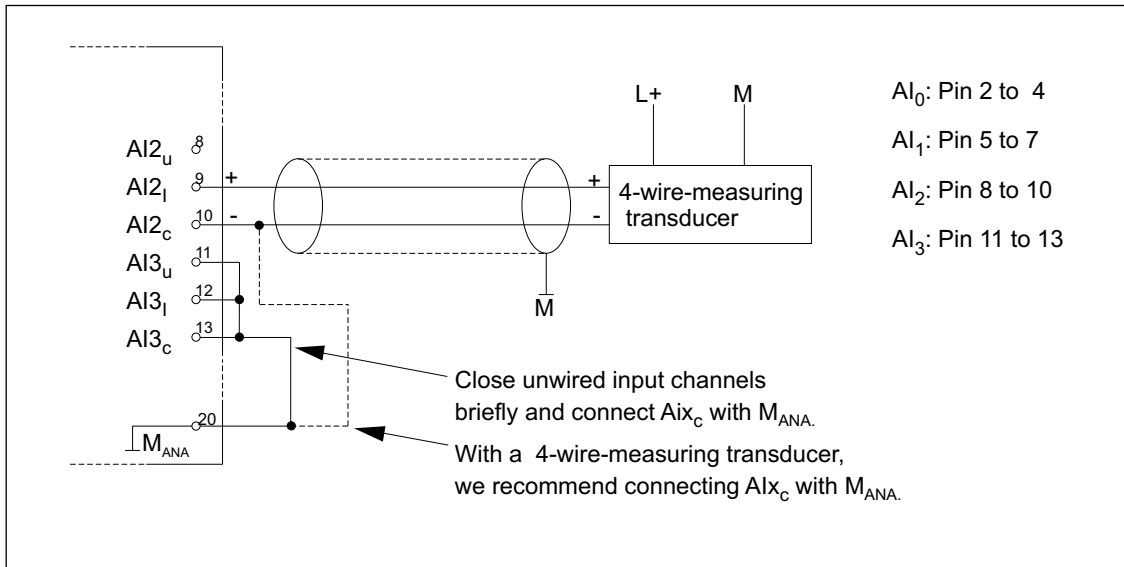 L+ M
AI₀: Pin 2 to 4
AI₁: Pin 5 to 7
AI₂: Pin 8 to 10
AI₃: Pin 11 to 13
AI2ᵤ 8
AI2ₗ 9 +
AI2c 10 -
AI3ᵤ 11
AI3ₗ 12
AI3c 13
+ 4-wire-measuring
- transducer
M
Close unwired input channels
briefly and connect Aixc with MANA.
20
MANA
With a 4-wire-measuring transducer,
we recommend connecting AIxc with MANA.